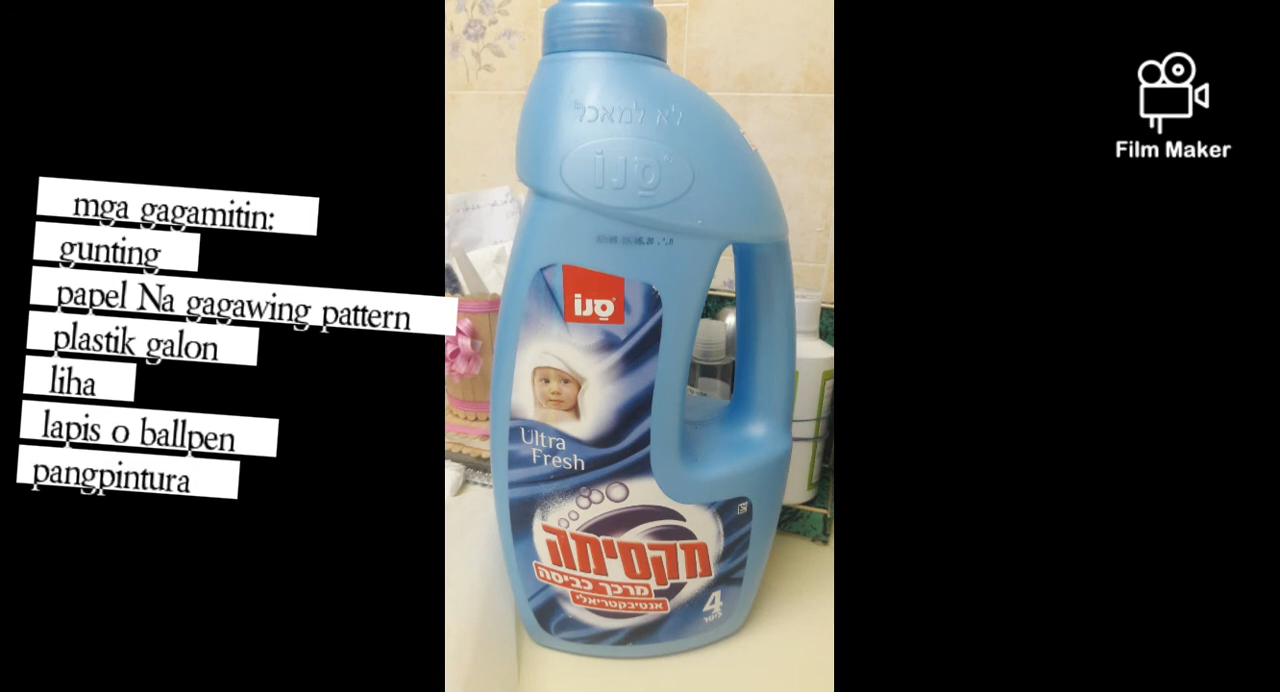 mga gagamitin:
gunting
papel Na gagawing pattern
plastik galon
liha
lapis o ballpen
pangpintura
לא למאכל
סנו
סנו
Ultra
Fresh
מקסימה
מרכך כביסה
אנטיבקטריאלי
4
ליטר
Film Maker